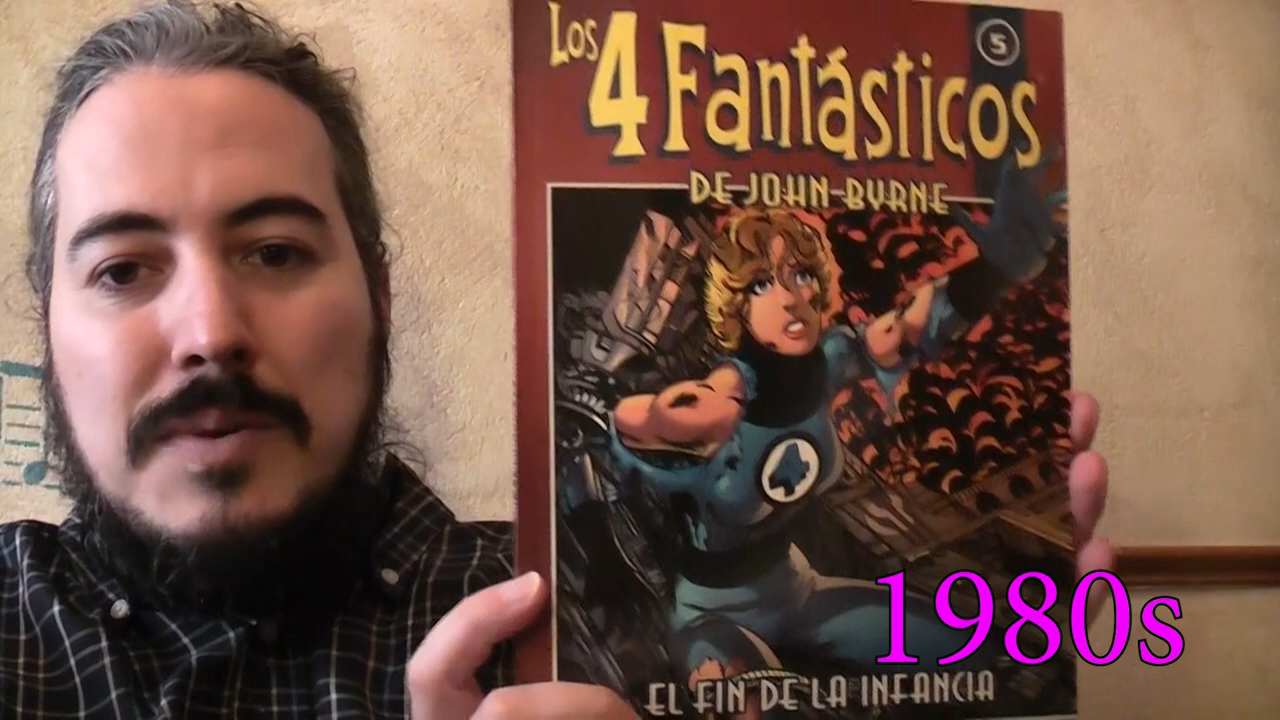 Los
4 Fantásticos
5
DE JOHN BYRNE
1980s
EL FIN DE LA INFANCIA